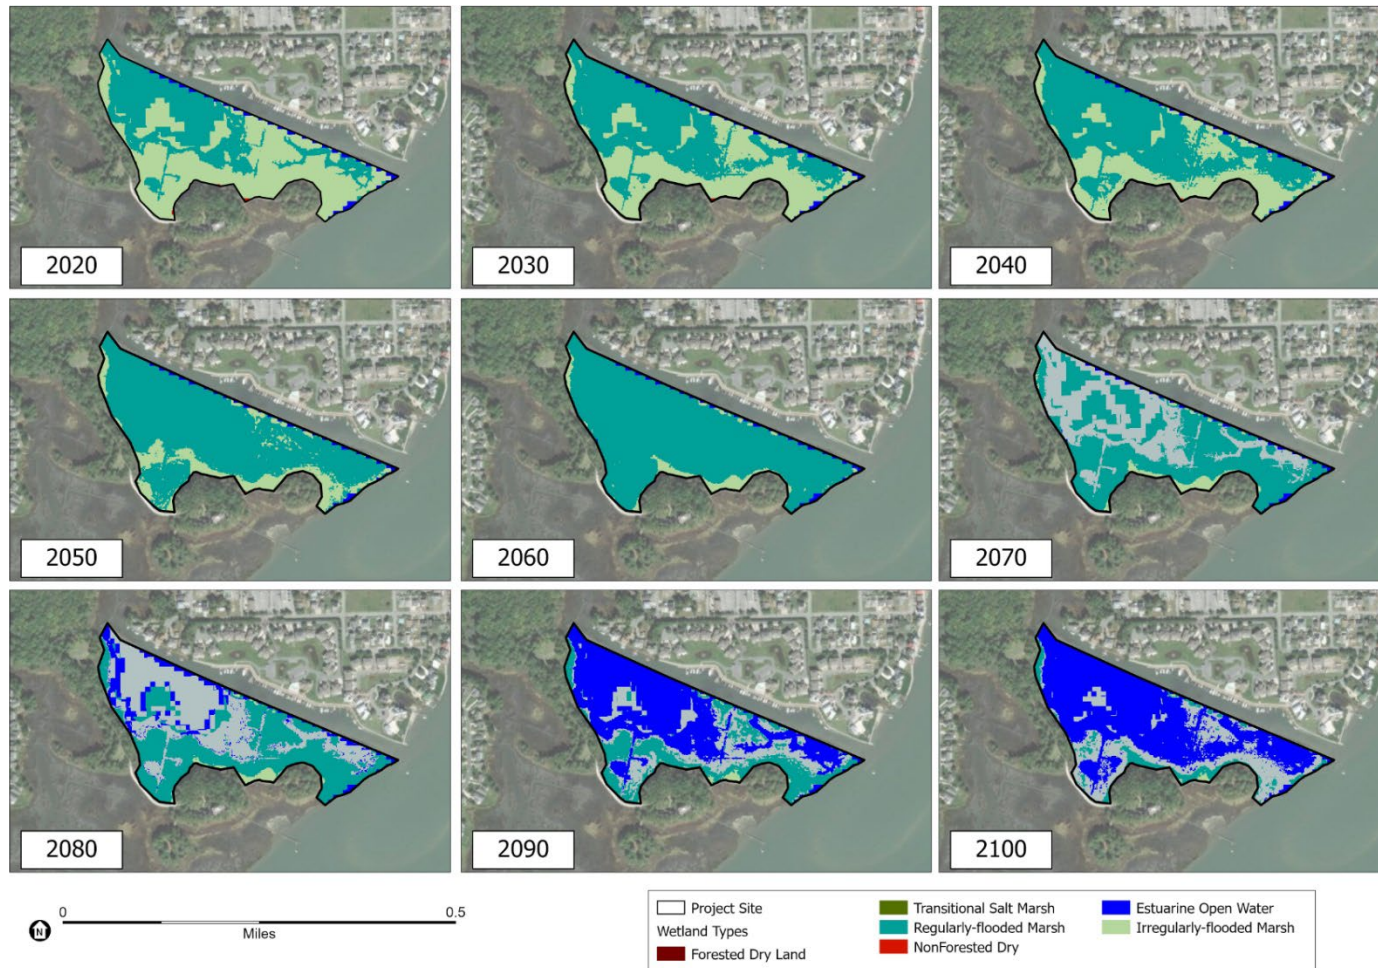 2020
2030
2040
2050
2060
2070
2080
2090
2100
N
0
0.5
Miles
Project Site
Wetland Types
Forested Dry Land
Transitional Salt Marsh
Regularly-flooded Marsh
NonForested Dry
Estuarine Open Water
Irregularly-flooded Marsh